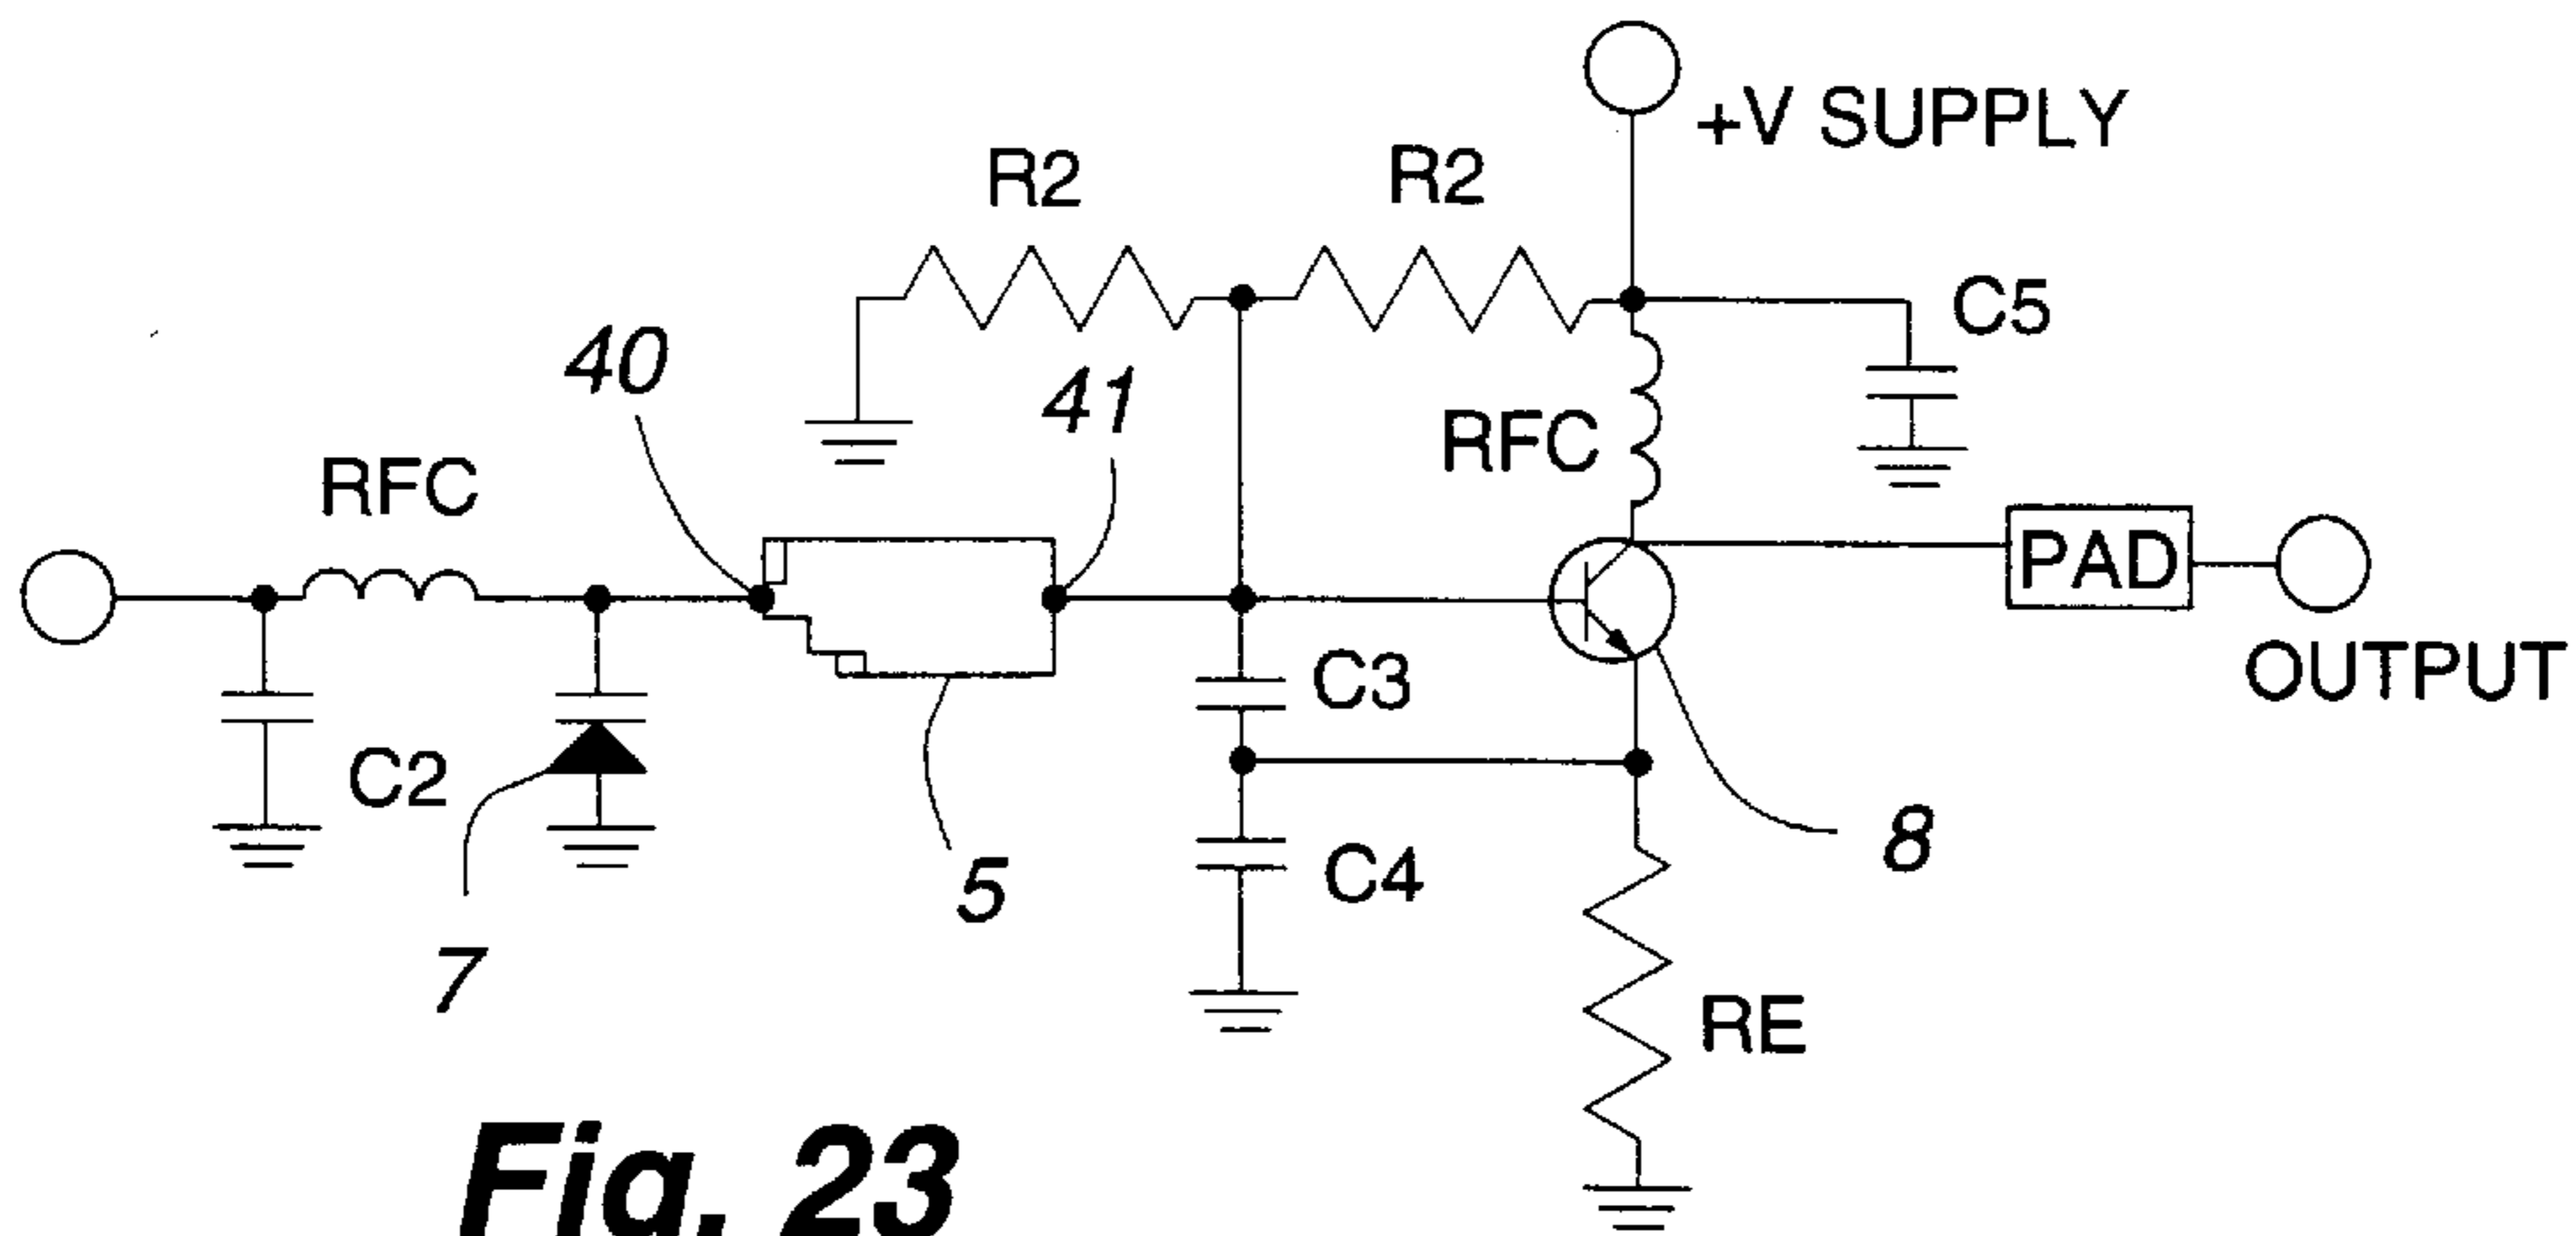 +V SUPPLY
R2
R2
C5
40
41
RFC
RFC
PAD
OUTPUT
C3
C2
8
C4
5
7
RE
Fig. 23